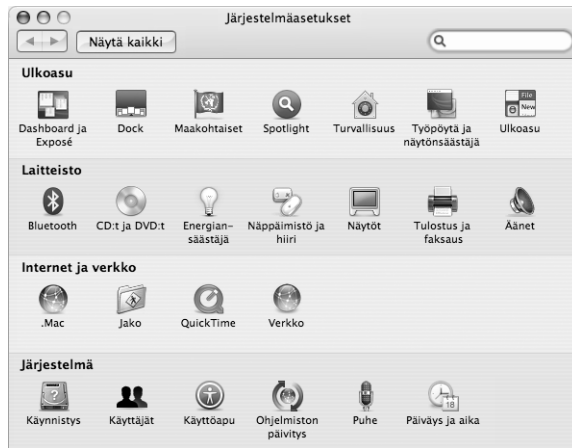 Järjestelmäasetukset
Näytä kaikki
Ulkoasu
Dashboard ja Exposé
Dock
Maakohtaiset
Spotlight
Turvallisuus
Työpöytä ja näytönsäästäjä
File
New
Ulkoasu
Laitteisto
Bluetooth
CD:t ja DVD:t
Energian-
säästäjä
Näppäimistö ja hiiri
Näytöt
Tulostus ja faksaus
Äänet
Internet ja verkko
.Mac
Jako
QuickTime
Verkko
Järjestelmä
Käynnistys
Käyttäjät
Käyttöapu
Ohjelmiston päivitys
Puhe
18
Päiväys ja aika